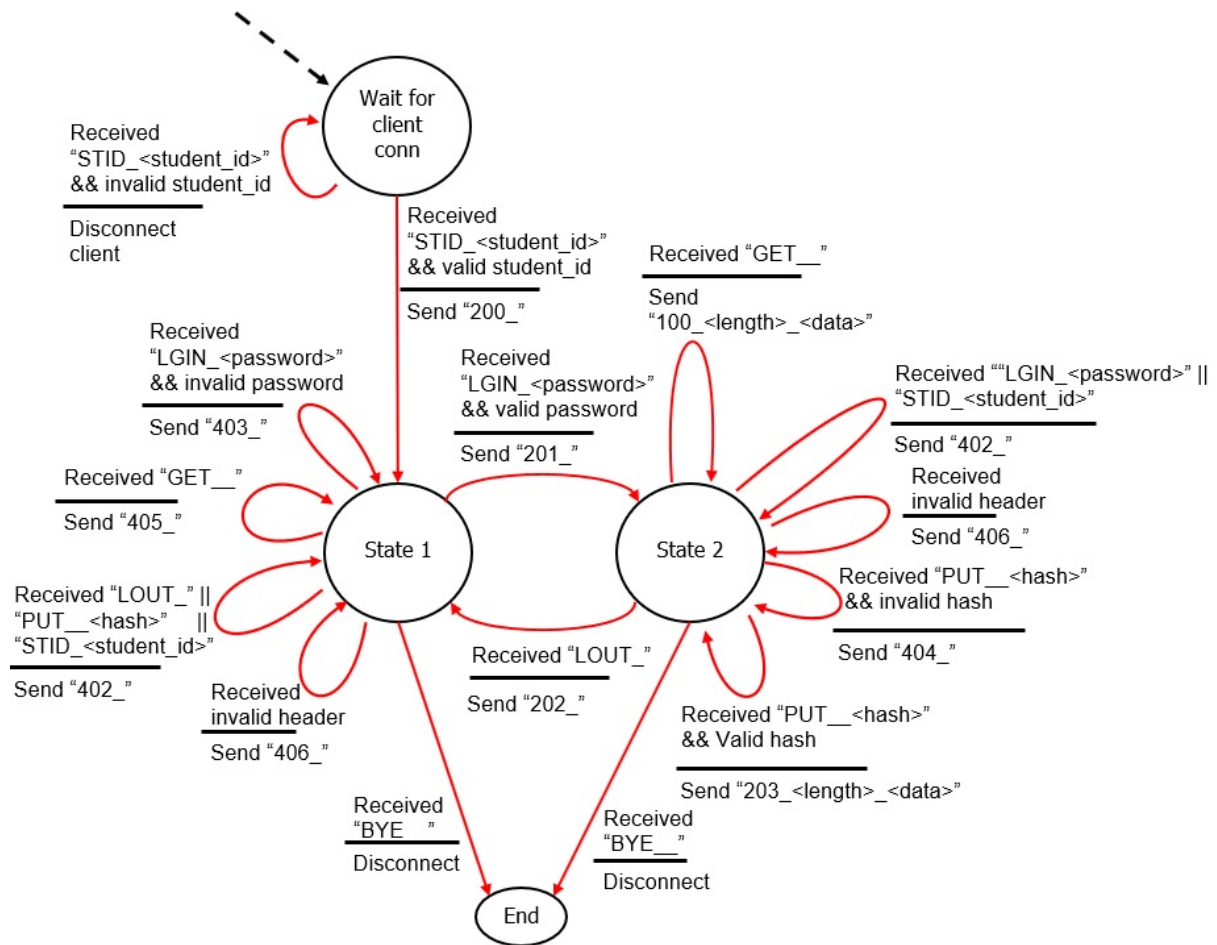 Wait for
client
conn
Received
“STID_<student_id>”
&& invalid student_id
Disconnect
client
Received
“STID_<student_id>”
&& valid student_id
Send “200_”
Received “GET__”
Send
“100_<length>_<data>”
Received
“LGIN_<password>”
&& invalid password
Send “403_”
Received
“LGIN_<password>”
&& valid password
Send “201_”
Received ““LGIN_<password>” ||
“STID_<student_id>”
Send “402_”
Received “GET__”
Send “405_”
Received
invalid header
Send “406_”
State 1
State 2
Received “PUT__<hash>”
&& invalid hash
Send “404_”
Received “LOUT_” ||
“PUT__<hash>” ||
“STID_<student_id>”
Send “402_”
Received “LOUT_”
Send “202_”
Received
invalid header
Send “406_”
Received “PUT__<hash>”
&& Valid hash
Send “203_<length>_<data>”
Received
“BYE__”
Disconnect
Received
“BYE__”
Disconnect
End